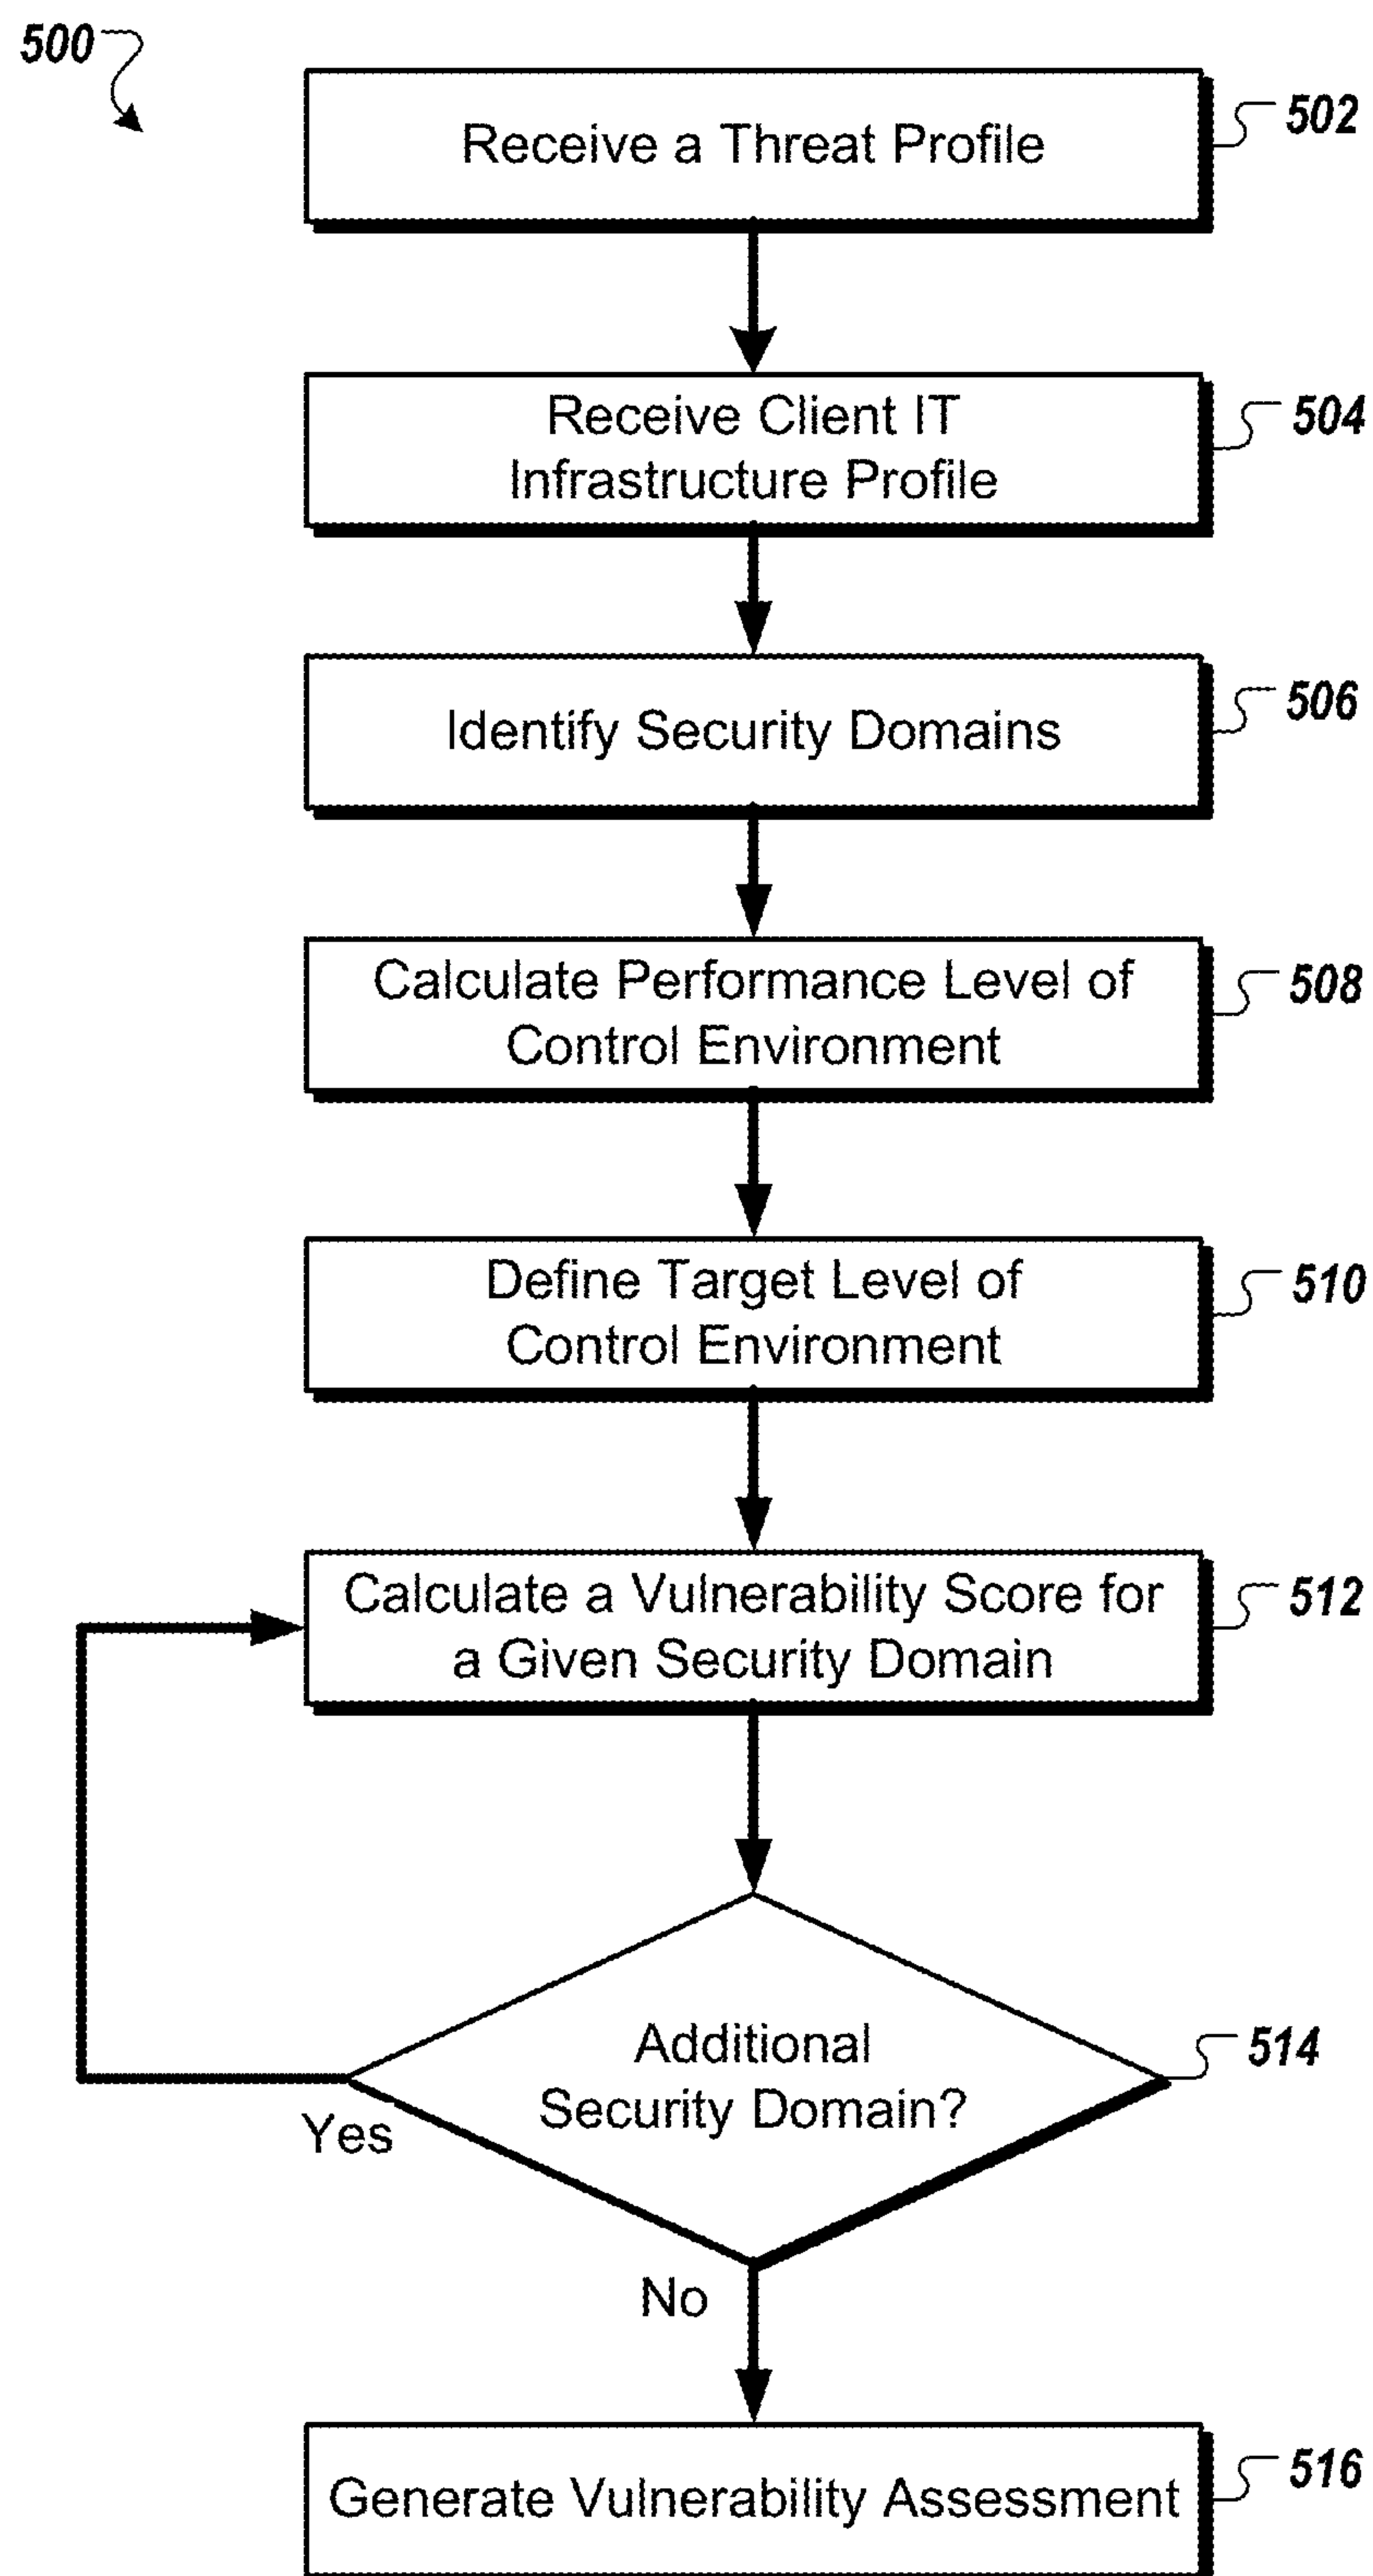 500
Receive a Threat Profile
502
Receive Client IT
Infrastructure Profile
504
Identify Security Domains
506
Calculate Performance Level of
Control Environment
508
Define Target Level of
Control Environment
510
Calculate a Vulnerability Score for
a Given Security Domain
512
Additional
Security Domain?
514
Yes
No
Generate Vulnerability Assessment
516